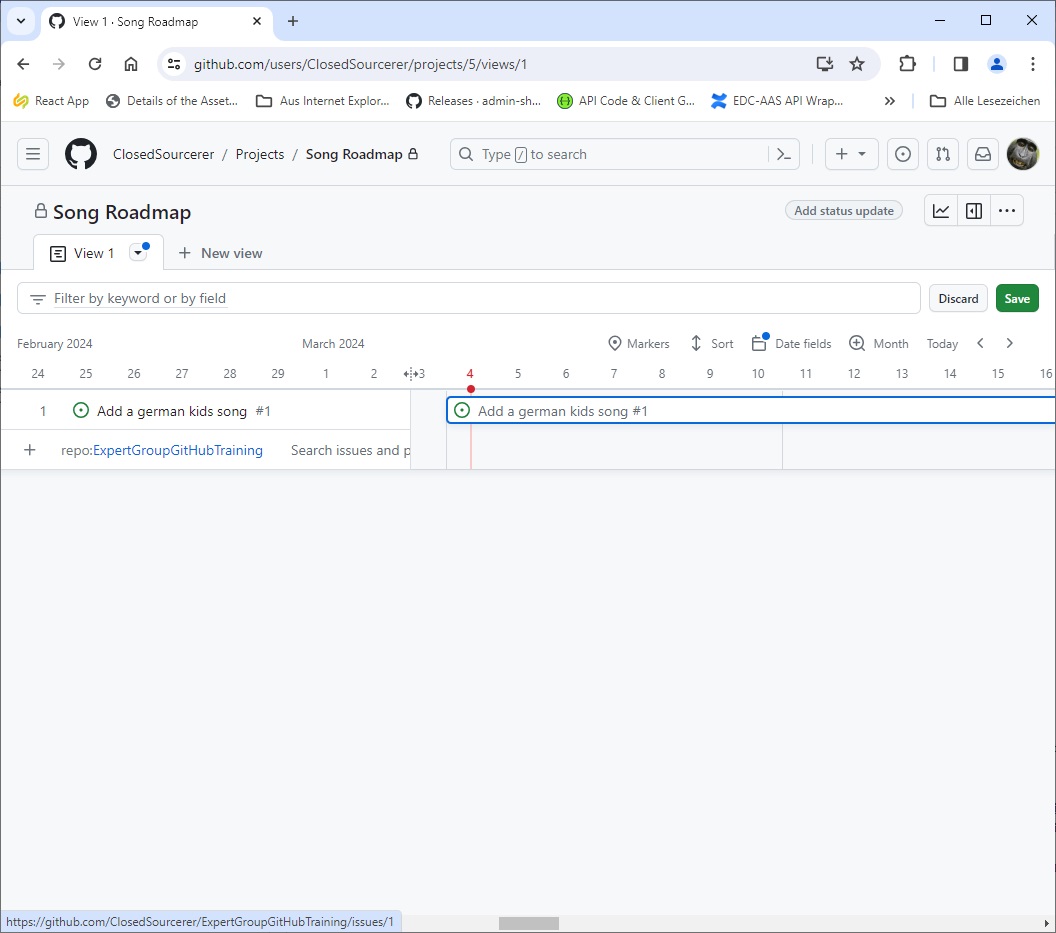 View 1 · Song Roadmap
github.com/users/ClosedSourcerer/projects/5/views/1
React App Details of the Asset... Aus Internet Explor... Releases · admin-sh... API Code & Client G... EDC-AAS API Wrap... » Alle Lesezeichen
ClosedSourcerer / Projects / Song Roadmap Type / to search
Song Roadmap Add status update
View 1 New view
Filter by keyword or by field Discard Save
February 2024 March 2024 Markers Sort Date fields Month Today
24 25 26 27 28 29 1 2 3 4 5 6 7 8 9 10 11 12 13 14 15 16
1 Add a german kids song #1 Add a german kids song #1
repo:ExpertGroupGitHubTraining Search issues and p
https://github.com/ClosedSourcerer/ExpertGroupGitHubTraining/issues/1